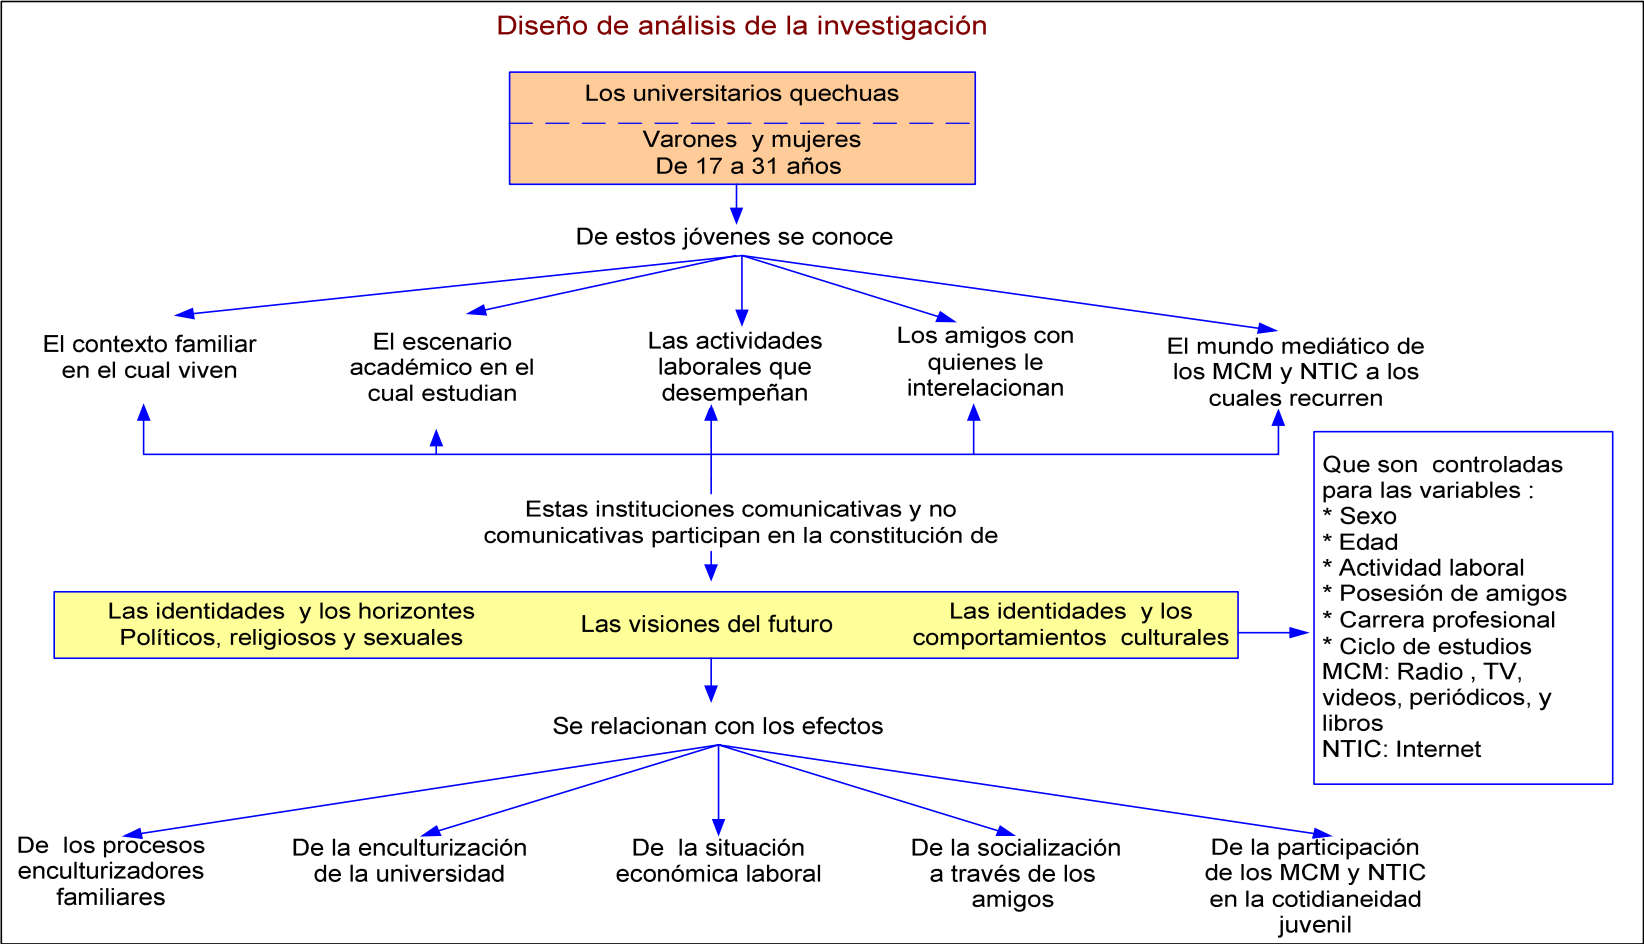 Diseño de análisis de la investigación
Los universitarios quechuas
Varones y mujeres
De 17 a 31 años
De estos jóvenes se conoce
El contexto familiar
en el cual viven
El escenario
académico en el
cual estudian
Las actividades
laborales que
desempeñan
Los amigos con
quienes le
interelacionan
El mundo mediático de
los MCM y NTIC a los
cuales recurren
Estas instituciones comunicativas y no
comunicativas participan en la constitución de
Las identidades y los horizontes
Políticos, religiosos y sexuales
Las visiones del futuro
Las identidades y los
comportamientos culturales
Que son controladas
para las variables :
* Sexo
* Edad
* Actividad laboral
* Posesión de amigos
* Carrera profesional
* Ciclo de estudios
MCM: Radio , TV,
videos, periódicos, y
libros
NTIC: Internet
Se relacionan con los efectos
De los procesos
enculturizadores
familiares
De la enculturización
de la universidad
De la situación
económica laboral
De la socialización
a través de los
amigos
De la participación
de los MCM y NTIC
en la cotidianeidad
juvenil